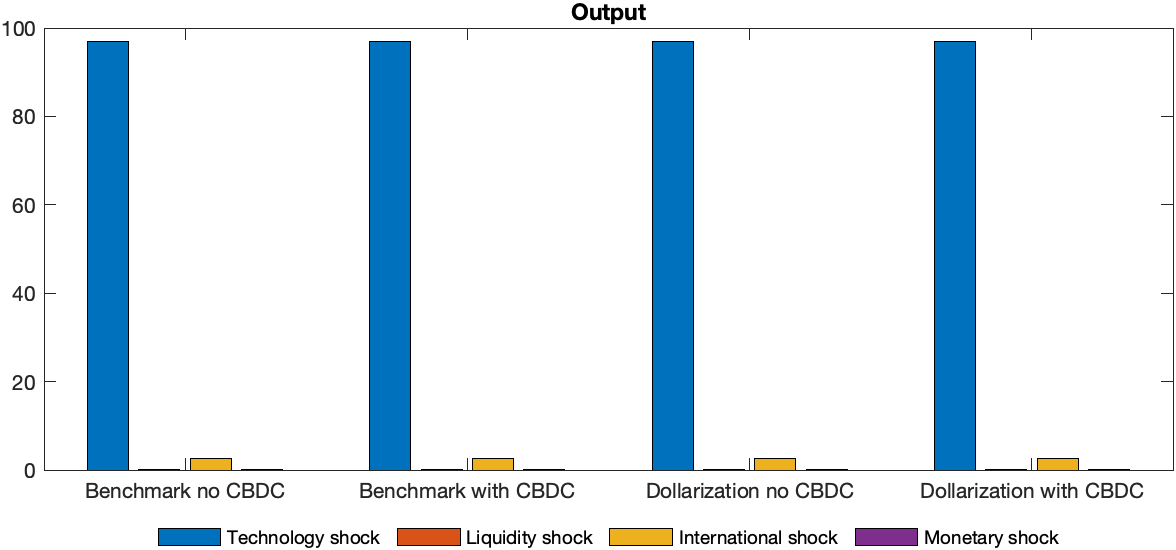 Output
100
80
60
40
20
0
Benchmark no CBDC
Benchmark with CBDC
Dollarization no CBDC
Dollarization with CBDC
Technology shock
Liquidity shock
International shock
Monetary shock